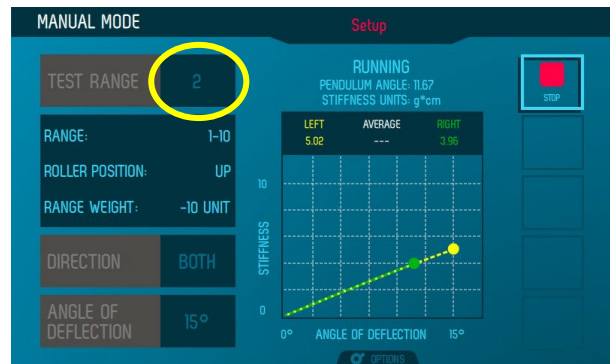 MANUAL MODE
Setup
TEST RANGE 2
RANGE: 1-10
ROLLER POSITION: UP
RANGE WEIGHT: -10 UNIT
DIRECTION BOTH
ANGLE OF
DEFLECTION 15°
RUNNING
PENDULUM ANGLE: 11.67
STIFFNESS UNITS: g*cm
LEFT AVERAGE RIGHT
5.02 --- 3.96
10
STIFFNESS
0
0° ANGLE OF DEFLECTION 15°
OPTIONS
STOP